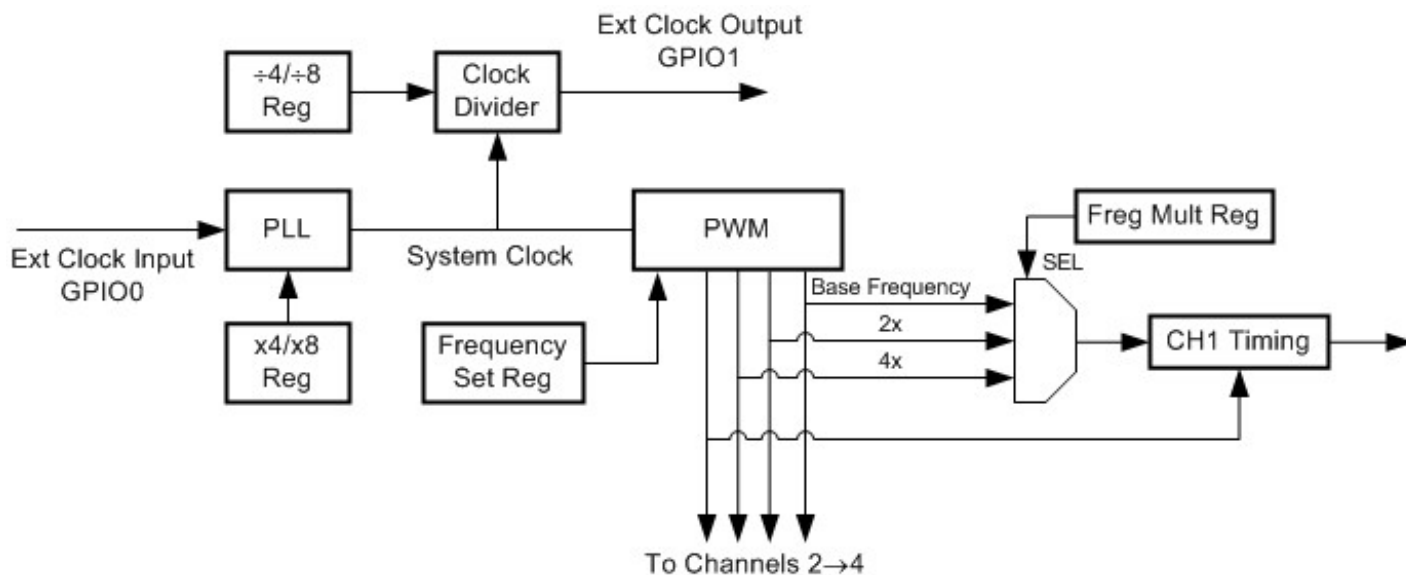 Ext Clock Output
GPIO1
÷4/÷8
Reg
Clock
Divider
PLL
PWM
Freg Mult Reg
Ext Clock Input
GPIO0
System Clock
SEL
Base Frequency
2x
4x
x4/x8
Reg
Frequency
Set Reg
CH1 Timing
To Channels 2→4